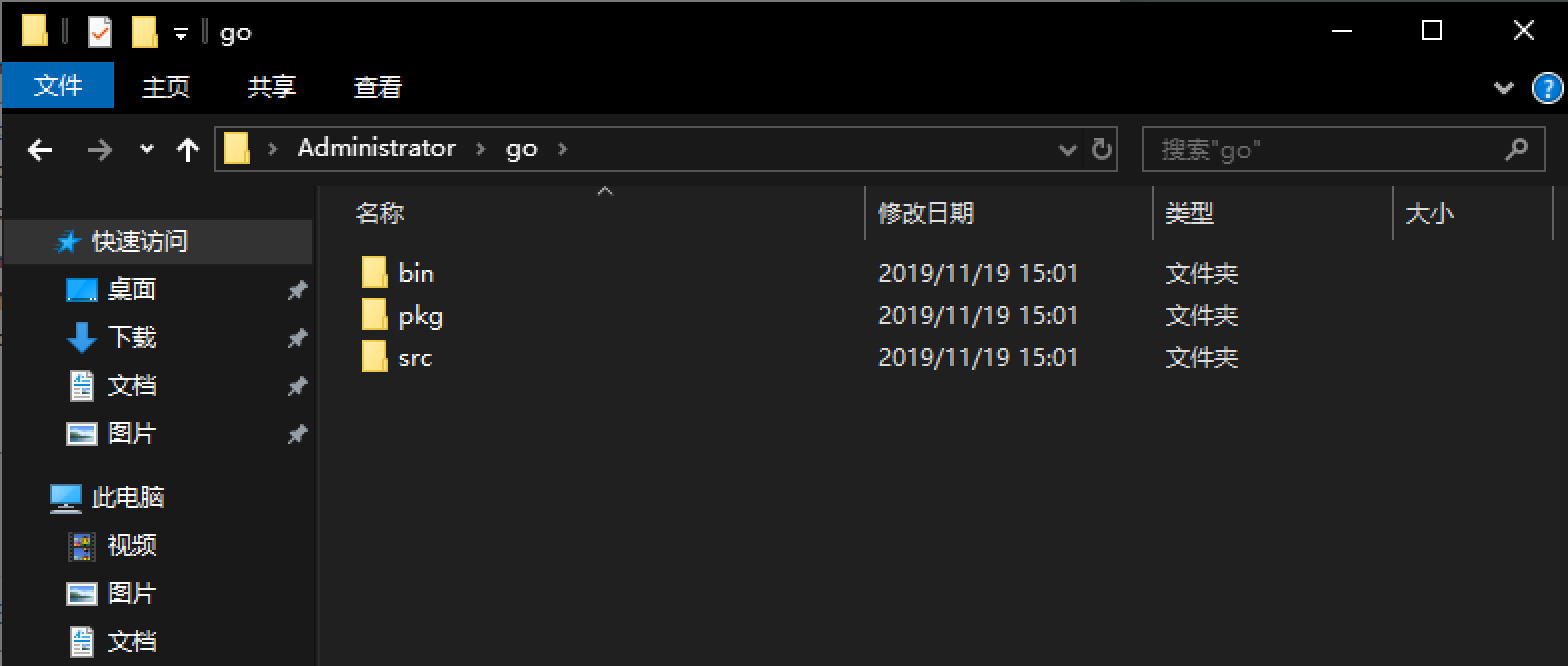 go
文件 主页 共享 查看
Administrator go
搜索"go"
名称 修改日期 类型 大小
快速访问
桌面
下载
文档
图片
此电脑
视频
图片
文档
bin 2019/11/19 15:01 文件夹
pkg 2019/11/19 15:01 文件夹
src 2019/11/19 15:01 文件夹